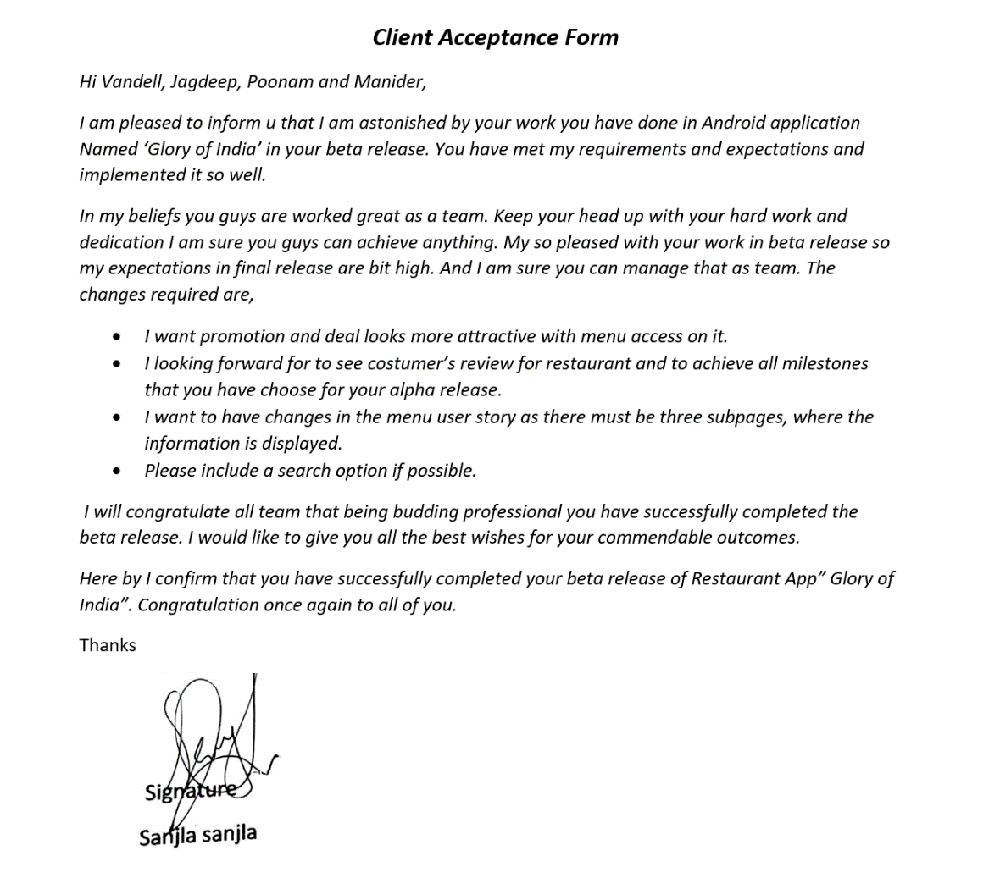 Client Acceptance Form
Hi Vandell, Jagdeep, Poonam and Manider,
I am pleased to inform u that I am astonished by your work you have done in Android application
Named ‘Glory of India’ in your beta release. You have met my requirements and expectations and
implemented it so well.
In my beliefs you guys are worked great as a team. Keep your head up with your hard work and
dedication I am sure you guys can achieve anything. My so pleased with your work in beta release so
my expectations in final release are bit high. And I am sure you can manage that as team. The
changes required are,
• I want promotion and deal looks more attractive with menu access on it.
• I looking forward for to see costumer’s review for restaurant and to achieve all milestones
that you have choose for your alpha release.
• I want to have changes in the menu user story as there must be three subpages, where the
information is displayed.
• Please include a search option if possible.
I will congratulate all team that being budding professional you have successfully completed the
beta release. I would like to give you all the best wishes for your commendable outcomes.
Here by I confirm that you have successfully completed your beta release of Restaurant App” Glory of
India”. Congratulation once again to all of you.
Thanks
Signature
Sanjla sanjla